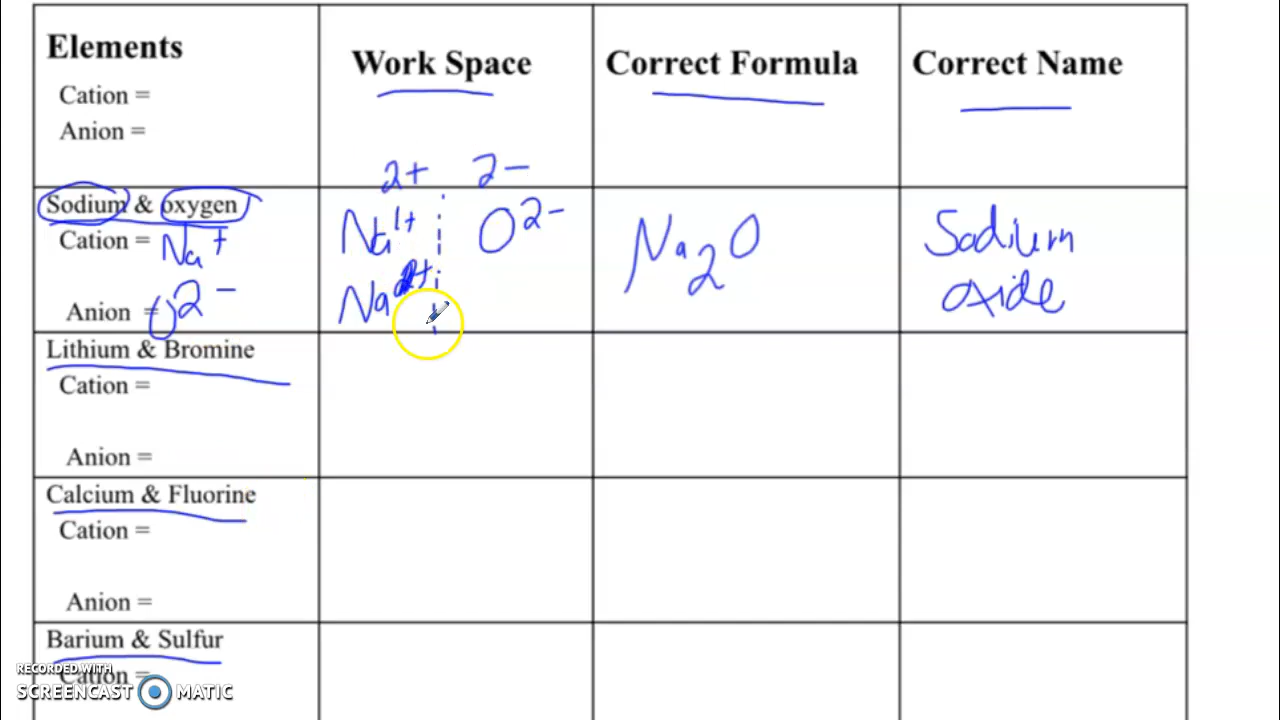 Elements
Cation =
Anion =
Work Space
Correct Formula
Correct Name
2+ 2-
Sodium & oxygen
Cation = Na+
Anion = O2-
Na1+ O2-
Na
Na2O
Sodium
oxide
Lithium & Bromine
Cation =
Anion =
Calcium & Fluorine
Cation =
Anion =
Barium & Sulfur
Cation =
RECORDED WITH
SCREENCAST MATIC